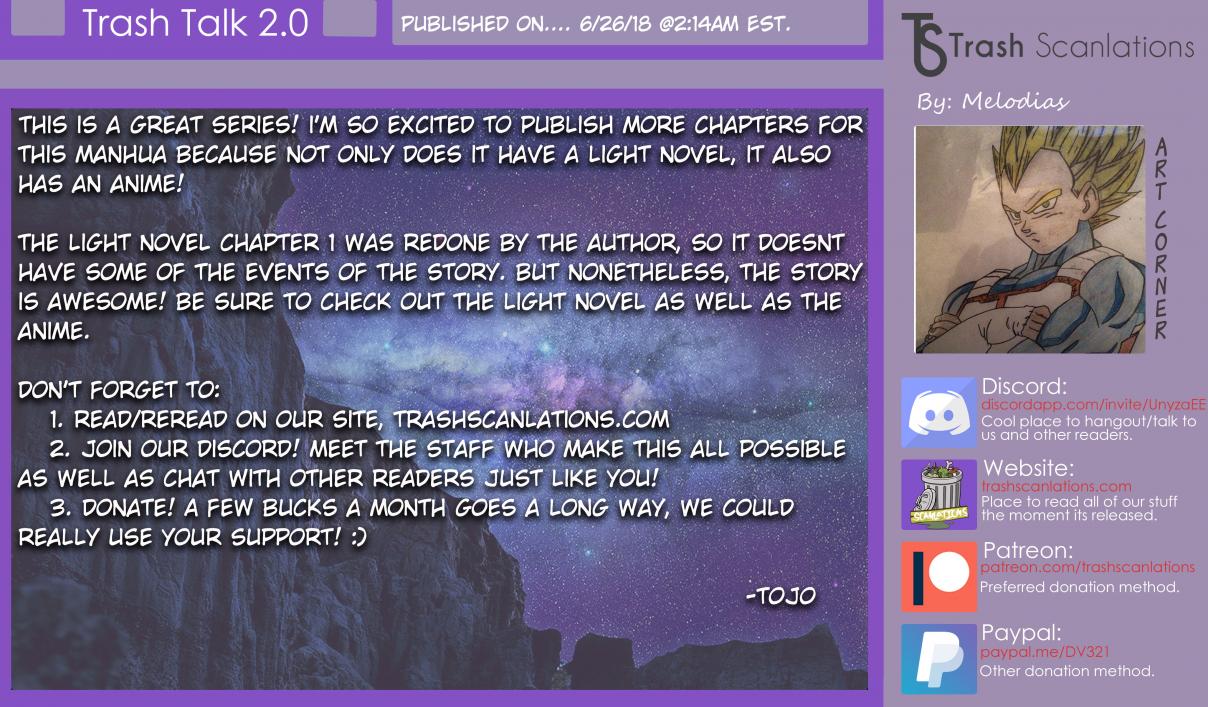 Trash Talk 2.0
PUBLISHED ON.... 6/26/18 @2:14AM EST.
THIS IS A GREAT SERIES! I'M SO EXCITED TO PUBLISH MORE CHAPTERS FOR
THIS MANHUA BECAUSE NOT ONLY DOES IT HAVE A LIGHT NOVEL, IT ALSO
HAS AN ANIME!
THE LIGHT NOVEL CHAPTER 1 WAS REDONE BY THE AUTHOR, SO IT DOESNT
HAVE SOME OF THE EVENTS OF THE STORY. BUT NONETHELESS, THE STORY
IS AWESOME! BE SURE TO CHECK OUT THE LIGHT NOVEL AS WELL AS THE
ANIME.
DON'T FORGET TO:
1. READ/REREAD ON OUR SITE, TRASHSCANLATIONS.COM
2. JOIN OUR DISCORD! MEET THE STAFF WHO MAKE THIS ALL POSSIBLE
AS WELL AS CHAT WITH OTHER READERS JUST LIKE YOU!
3. DONATE! A FEW BUCKS A MONTH GOES A LONG WAY, WE COULD
REALLY USE YOUR SUPPORT! :)
-TOJO
TS Trash Scanlations
By: Melodias
ART CORNER
Discord:
discordapp.com/invite/UnyzaEE
Cool place to hangout/talk to
us and other readers.
Website:
trashscanlations.com
Place to read all of our stuff
the moment its released.
SCANLATIONS
Patreon:
patreon.com/trashscanlations
Preferred donation method.
Paypal:
paypal.me/DV321
Other donation method.